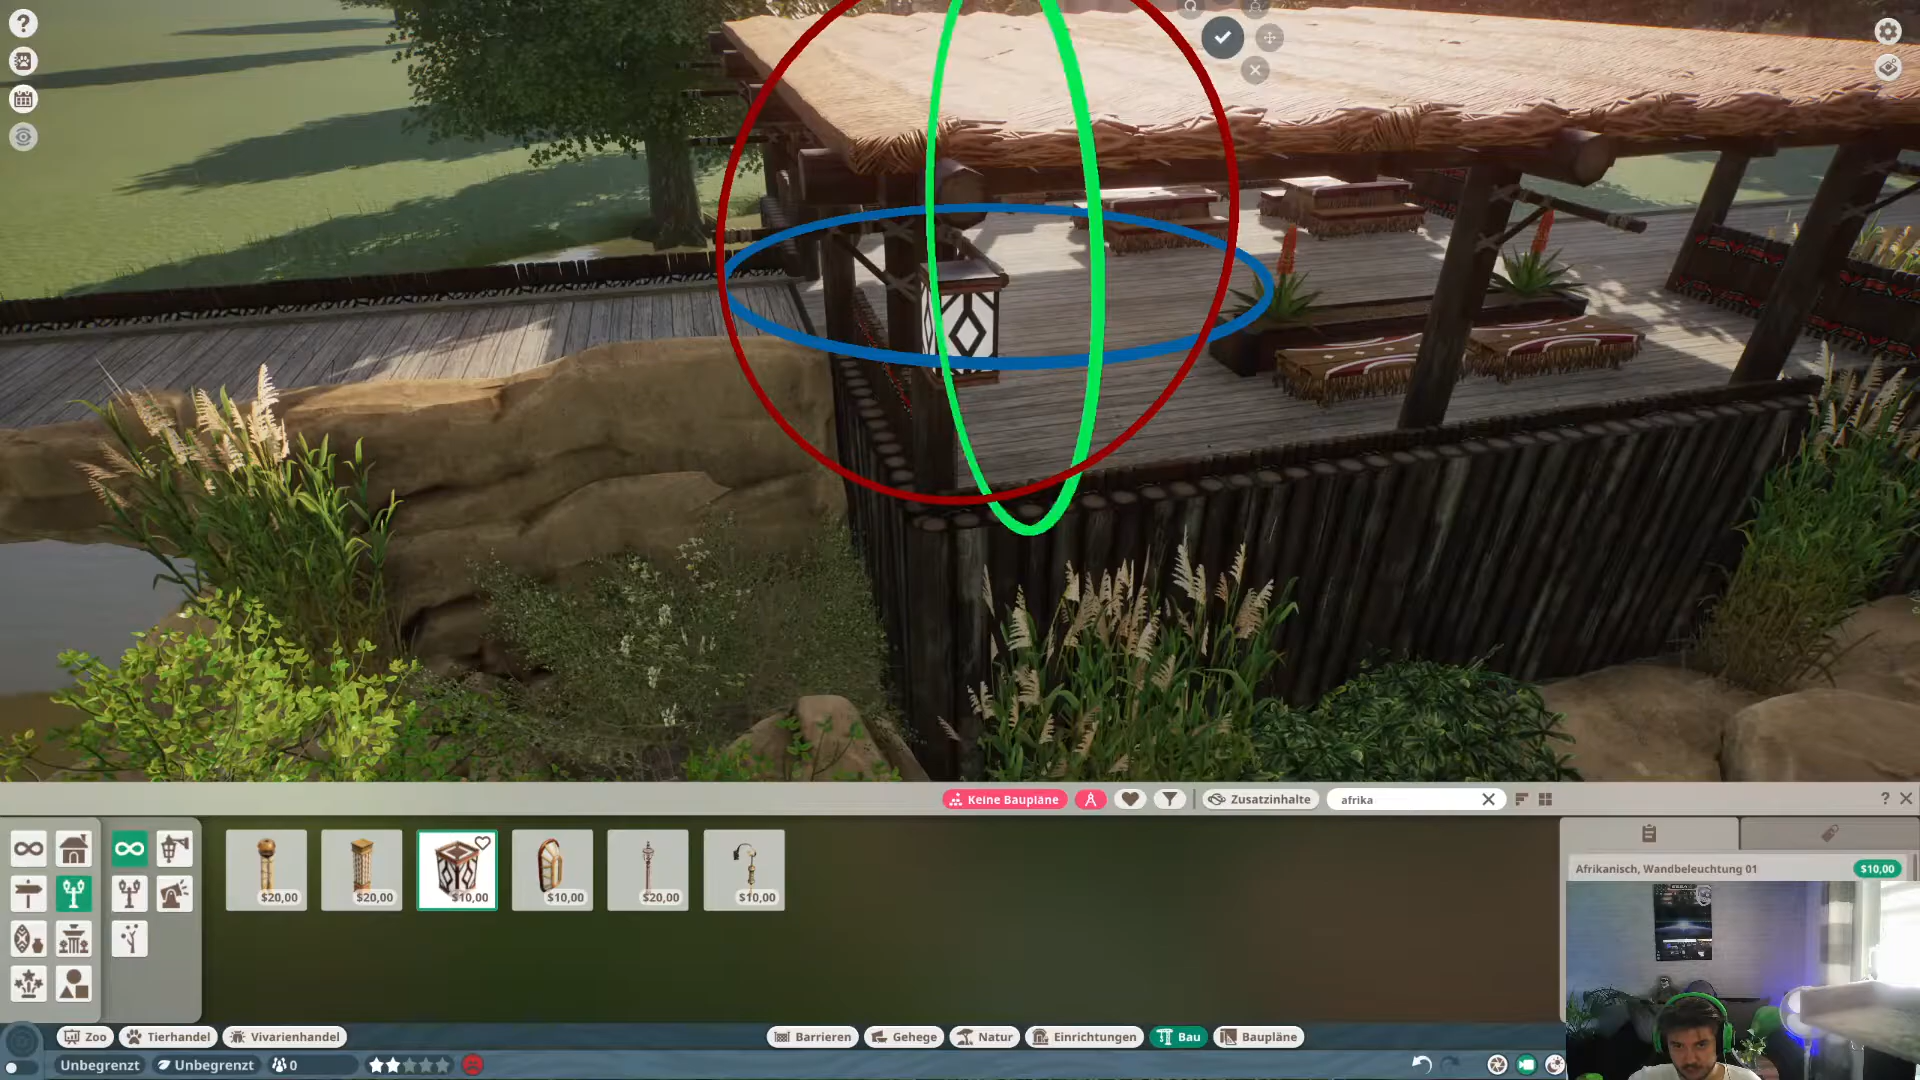 Keine Baupläne
Zusatzinhalte
afrika
?
$20,00
$20,00
$10,00
$10,00
$20,00
$10,00
Afrikanisch, Wandbeleuchtung 01
$10,00
Zoo
Tierhandel
Vivarienhandel
Barrieren
Gehege
Natur
Einrichtungen
Bau
Baupläne
Unbegrenzt
Unbegrenzt
0